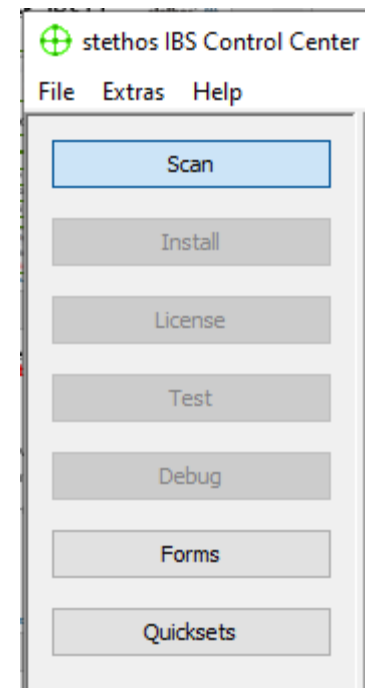 stethos IBS Control Center
File Extras Help
Scan
Install
License
Test
Debug
Forms
Quicksets